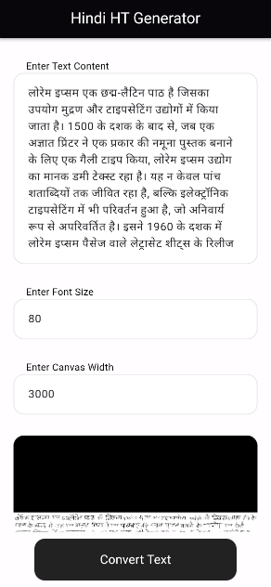 Hindi HT Generator
Enter Text Content
लोरेम इप्सम एक छद्म-लैटिन पाठ है जिसका
उपयोग मुद्रण और टाइपसेटिंग उद्योगों में किया
जाता है। 1500 के दशक के बाद से, जब एक
अज्ञात प्रिंटर ने एक प्रकार की नमूना पुस्तक बनाने
के लिए एक गैली टाइप किया, लोरेम इप्सम उद्योग
का मानक डमी टेक्स्ट रहा है। यह न केवल पांच
शताब्दियों तक जीवित रहा है, बल्कि इलेक्ट्रॉनिक
टाइपसेटिंग में भी परिवर्तन हुआ है, जो अनिवार्य
रूप से अपरिवर्तित है। इसने 1960 के दशक में
लोरेम इप्सम पैसेज वाले लेट्रासेट शीट्स के रिलीज
Enter Font Size
80
Enter Canvas Width
3000
Convert Text